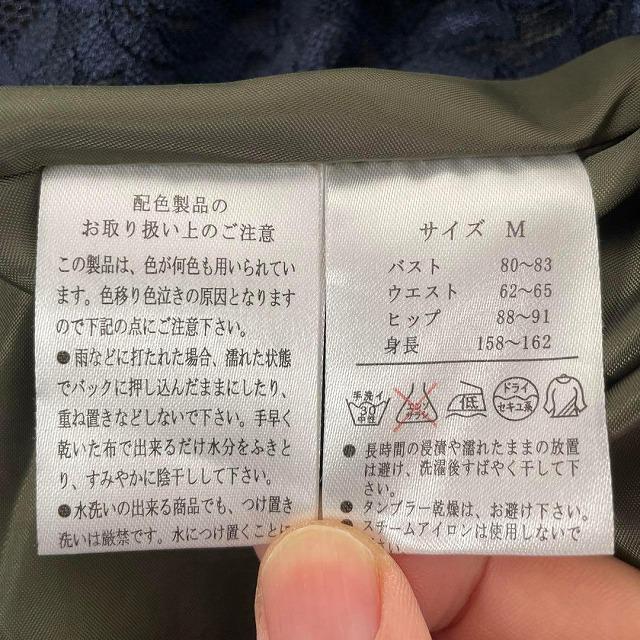 配色製品の
お取り扱い上のご注意
この製品は、色が何色も用いられてい
ます。色移り色泣きの原因となります
ので下記の点にご注意下さい。
●雨などに打たれた場合、濡れた状態
でバックに押し込んだままにしたり、
重ね置きなどしないで下さい。手早く
乾いた布で出来るだけ水分をふきと
り、すみやかに陰干しして下さい。
●水洗いの出来る商品でも、つけ置き
洗いは厳禁です。水につけ置くことに
サイズ M
バスト 80〜83
ウエスト 62〜65
ヒップ 88〜91
身長 158〜162
手洗イ
30
中性
エンソ
サラシ
低
ドライ
セキユ系
● 長時間の浸漬や濡れたままの放置
は避け、洗濯後すばやく干して下
さい。
● タンブラー乾燥は、お避け下さい。
● スチームアイロンは使用しないで